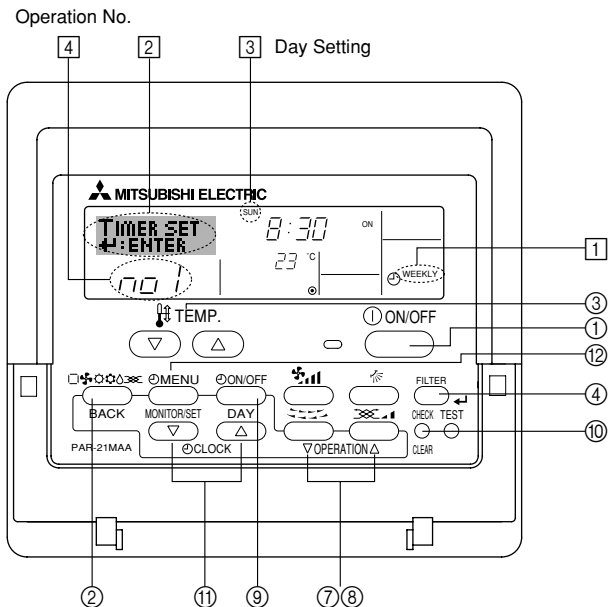 Operation No.
4 2 3 Day Setting
MITSUBISHI ELECTRIC
TIMER SET
↵:ENTER
SUN
8:30
ON
23 °C
no 1
WEEKLY
1
TEMP.
ON/OFF
3
1
12
MENU
ON/OFF
FILTER
4
BACK
MONITOR/SET
DAY
CHECK TEST
10
PAR-21MAA
CLOCK
▽OPERATION△
CLEAR
2 11 9 7 8